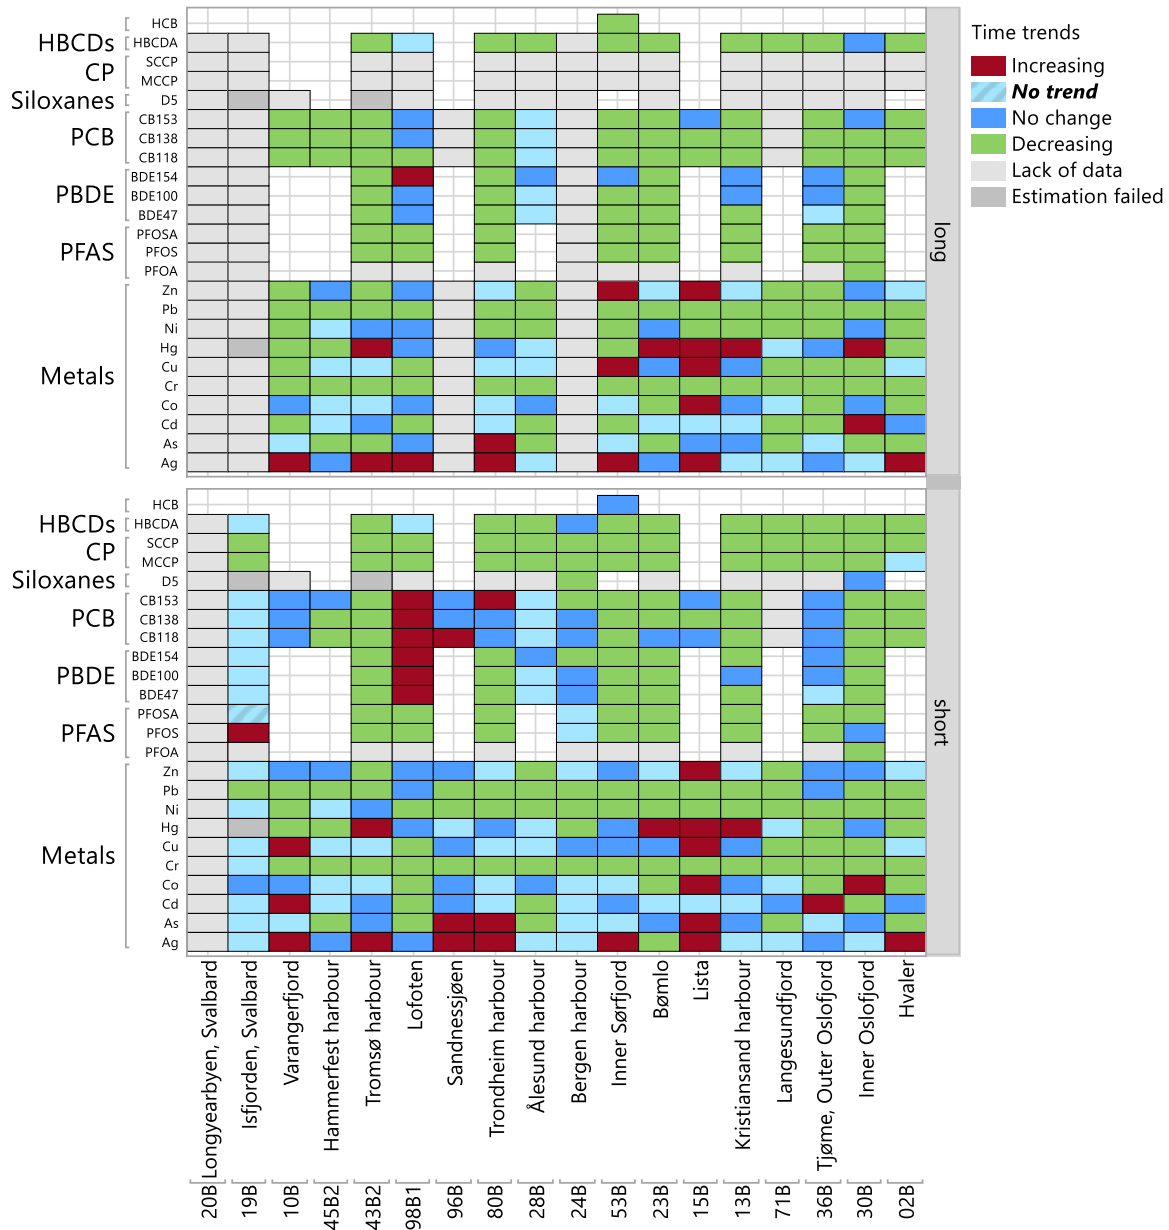 Time trends
Increasing
No trend
No change
Decreasing
Lack of data
Estimation failed
HCB
HBCDs
HBCDA
CP
SCCP
MCCP
Siloxanes
D5
PCB
CB153
CB138
CB118
PBDE
BDE154
BDE100
BDE47
PFAS
PFOSA
PFOS
PFOA
Metals
Zn
Pb
Ni
Hg
Cu
Cr
Co
Cd
As
Ag
long
HCB
HBCDs
HBCDA
CP
SCCP
MCCP
Siloxanes
D5
PCB
CB153
CB138
CB118
PBDE
BDE154
BDE100
BDE47
PFAS
PFOSA
PFOS
PFOA
Metals
Zn
Pb
Ni
Hg
Cu
Cr
Co
Cd
As
Ag
short
Longyearbyen, Svalbard
Isfjorden, Svalbard
Varangerfjord
Hammerfest harbour
Tromsø harbour
Lofoten
Sandnessjøen
Trondheim harbour
Ålesund harbour
Bergen harbour
Inner Sørfjord
Bømlo
Lista
Kristiansand harbour
Langesundfjord
Tjøme, Outer Oslofjord
Inner Oslofjord
Hvaler
20B
19B
10B
45B2
43B2
98B1
96B
80B
28B
24B
53B
23B
15B
13B
71B
36B
30B
02B